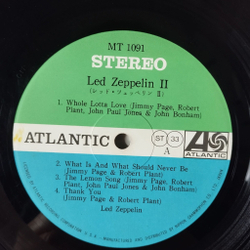 MT 1091
STEREO
Led Zeppelin II
(レッド・ツェッペリン II)
1. Whole Lotta Love (Jimmy Page, Robert
Plant, John Paul Jones & John Bonham)
ATLANTIC
ST 33
A
ATLANTIC
2. What Is And What Should Never Be
(Jimmy Page & Robert Plant)
3. The Lemon Song (Jimmy Page, Robert
Plant, John Paul Jones & John Bonham)
4. Thank You
(Jimmy Page & Robert Plant)
Led Zeppelin